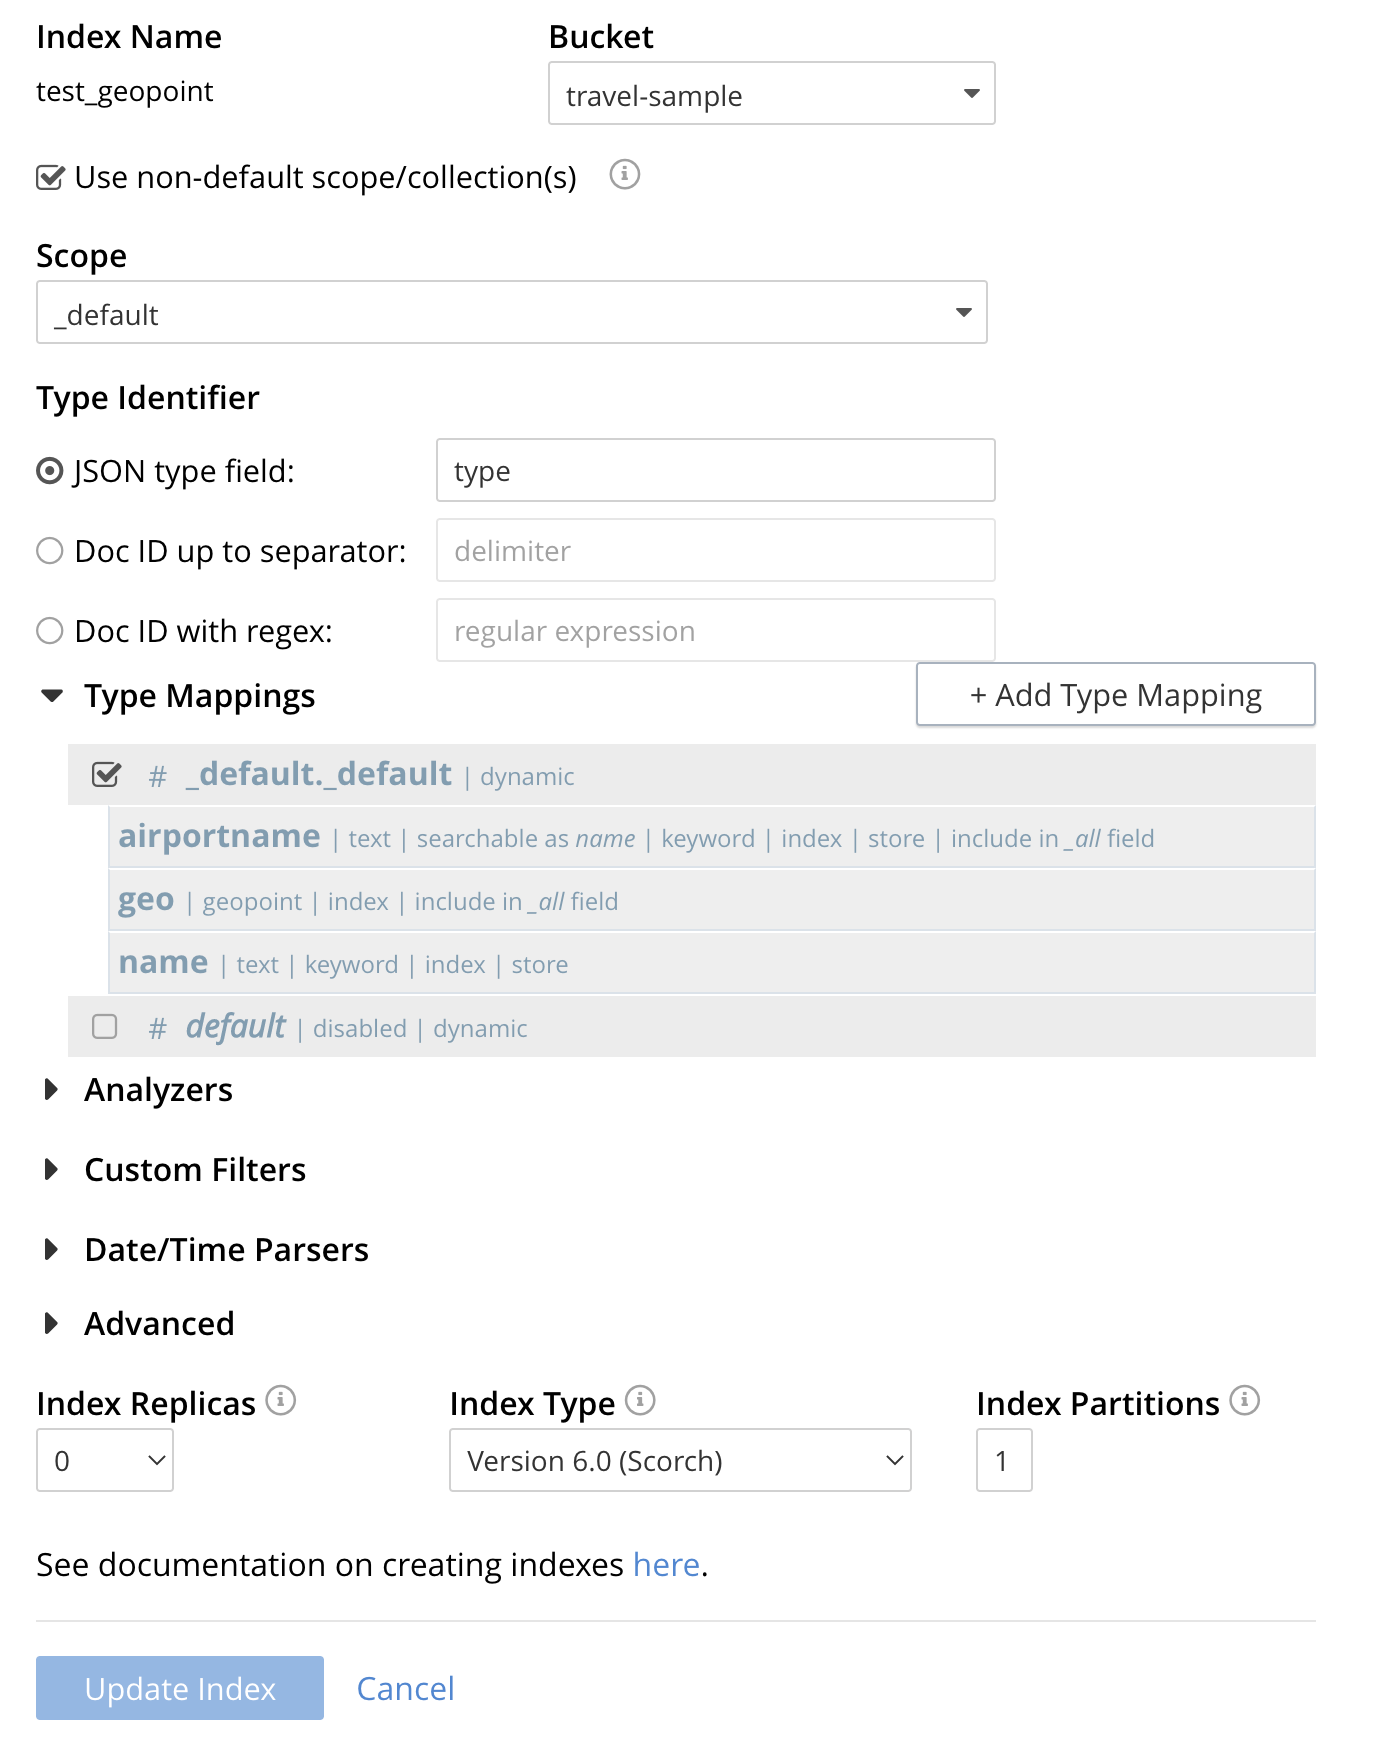 Index Name
Bucket
test_geopoint
travel-sample
Use non-default scope/collection(s)
Scope
_default
Type Identifier
JSON type field:
type
Doc ID up to separator:
delimiter
Doc ID with regex:
regular expression
Type Mappings
+ Add Type Mapping
# _default._default | dynamic
airportname | text | searchable as name | keyword | index | store | include in _all field
geo | geopoint | index | include in _all field
name | text | keyword | index | store
# default | disabled | dynamic
Analyzers
Custom Filters
Date/Time Parsers
Advanced
Index Replicas
Index Type
Index Partitions
0
Version 6.0 (Scorch)
1
See documentation on creating indexes here.
Update Index
Cancel